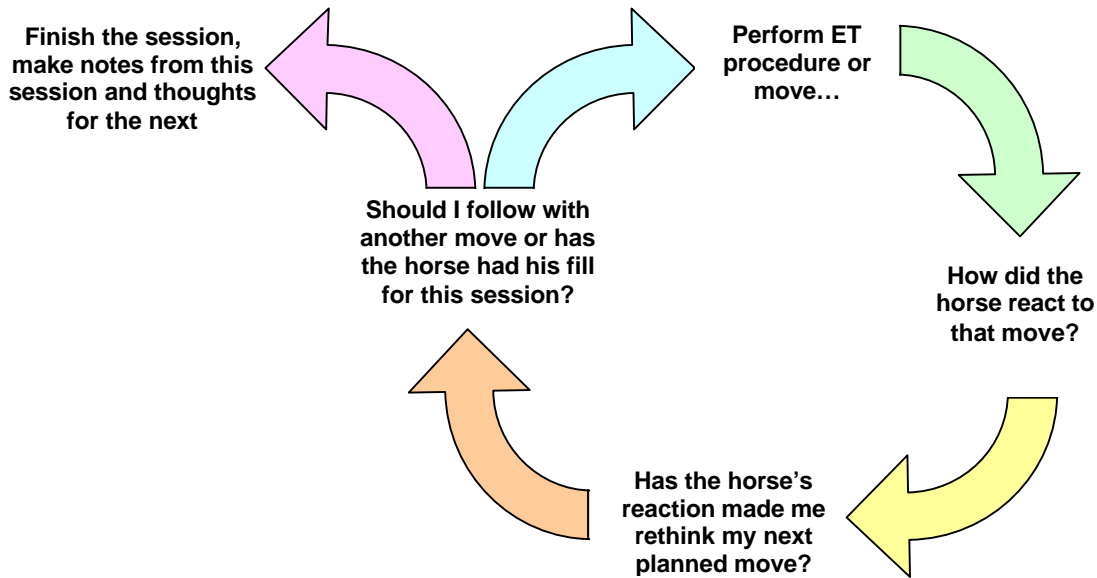 Finish the session,
make notes from this
session and thoughts
for the next
Perform ET
procedure or
move…
How did the
horse react to
that move?
Has the horse’s
reaction made me
rethink my next
planned move?
Should I follow with
another move or has
the horse had his fill
for this session?